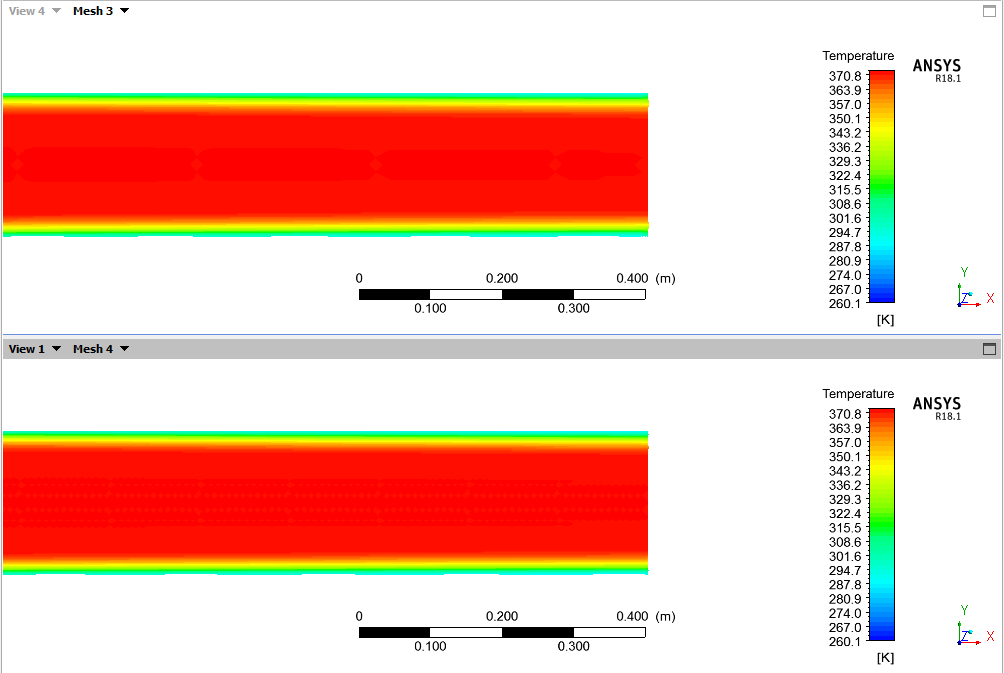 View 4 Mesh 3
Temperature
ANSYS
R18.1
370.8
363.9
357.0
350.1
343.2
336.2
329.3
322.4
315.5
308.6
301.6
294.7
287.8
280.9
274.0
267.0
260.1
[K]
0 0.200 0.400 (m)
0.100 0.300
Y
Z X
View 1 Mesh 4
Temperature
ANSYS
R18.1
370.8
363.9
357.0
350.1
343.2
336.2
329.3
322.4
315.5
308.6
301.6
294.7
287.8
280.9
274.0
267.0
260.1
[K]
0 0.200 0.400 (m)
0.100 0.300
Y
Z X